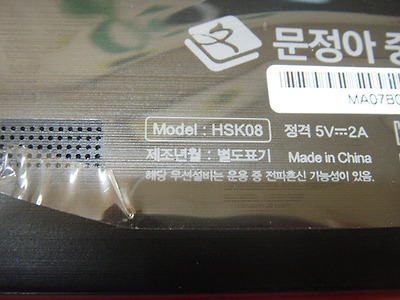 문정아 중
MA07B
Model : HSK08 정격 5V⎓2A
제조년월 : 별도표기 Made in China
해당 무선설비는 운용 중 전파혼신 가능성이 있음.